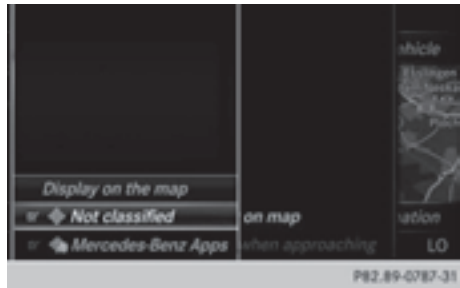 Display on the map
Not classified
on map
Mercedes-Benz Apps
when approaching
LO
P82.89-0787-31